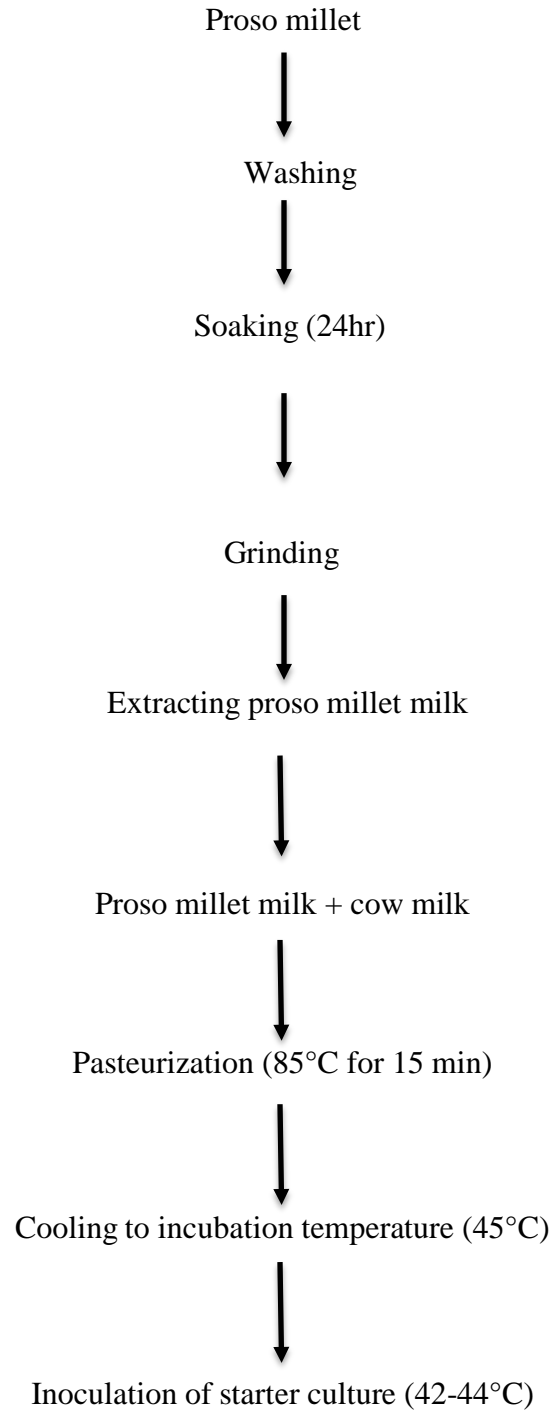 Proso millet
Washing
Soaking (24hr)
Grinding
Extracting proso millet milk
Proso millet milk + cow milk
Pasteurization (85°C for 15 min)
Cooling to incubation temperature (45°C)
Inoculation of starter culture (42-44°C)